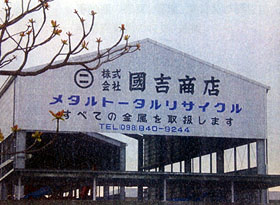 株式会社 國吉商店
メタルトータルリサイクル
すべての金属を取扱します
TEL(098)840-9244